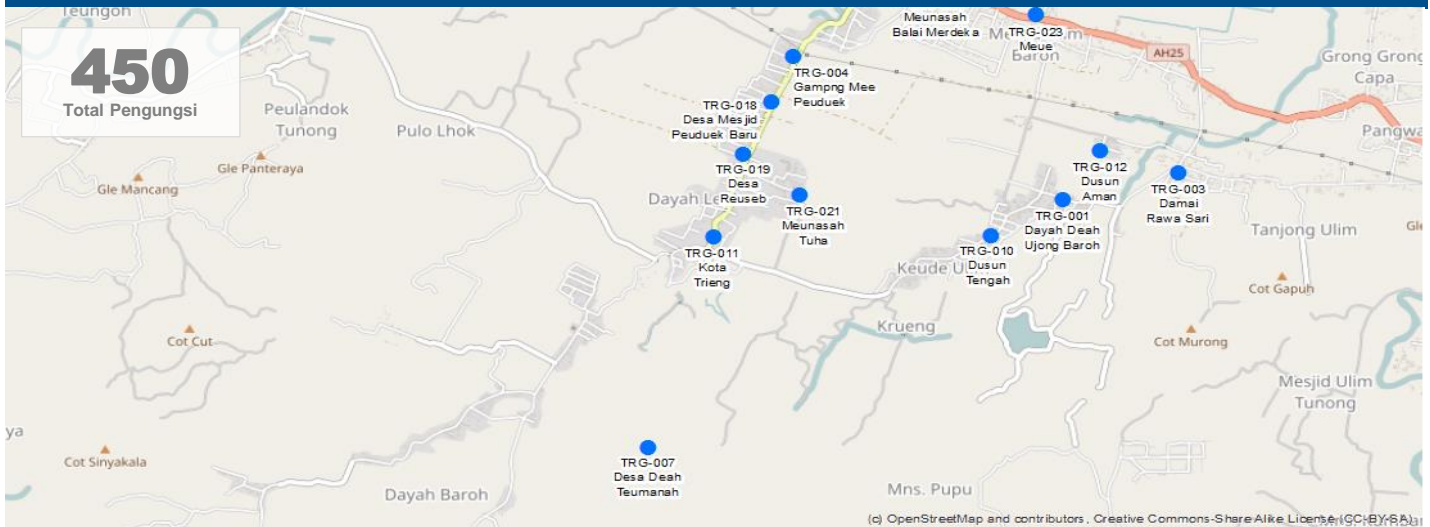 Teungoh
450
Total Pengungsi
Meunasah
Balai Merdeka
TRG-023
Meue
Baron
AH25
Grong Grong
Capa
TRG-004
Gampng Mee
Peuduek
TRG-018
Desa Mesjid
Peuduek Baru
Peulandok
Tunong
Pulo Lhok
Gle Panteraya
Gle Mancang
TRG-019
Desa
Reuseb
TRG-021
Meunasah
Tuha
TRG-011
Kota
Trieng
TRG-012
Dusun
Aman
TRG-003
Damai
Rawa Sari
TRG-001
Dayah Deah
Ujong Baroh
TRG-010
Dusun
Tengah
Tanjong Ulim
Cot Gapuh
Krueng
Cot Murong
Cot Cut
Mesjid Ulim
Tunong
Cot Sinyakala
TRG-007
Desa Deah
Teumanah
Dayah Baroh
Mns. Pupu
(c) OpenStreetMap and contributors, Creative Commons-Share Alike License (CC-BY-SA)